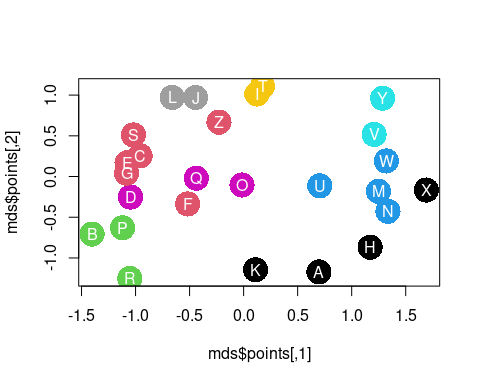 T
I
L J
Y
Z
S
V
C
E
W
G
Q
O
U
D
M
X
F
N
P
B
H
K
A
R
-1.0 -0.5 0.0 0.5 1.0
mds$points[,2]
-1.5 -1.0 -0.5 0.0 0.5 1.0 1.5
mds$points[,1]